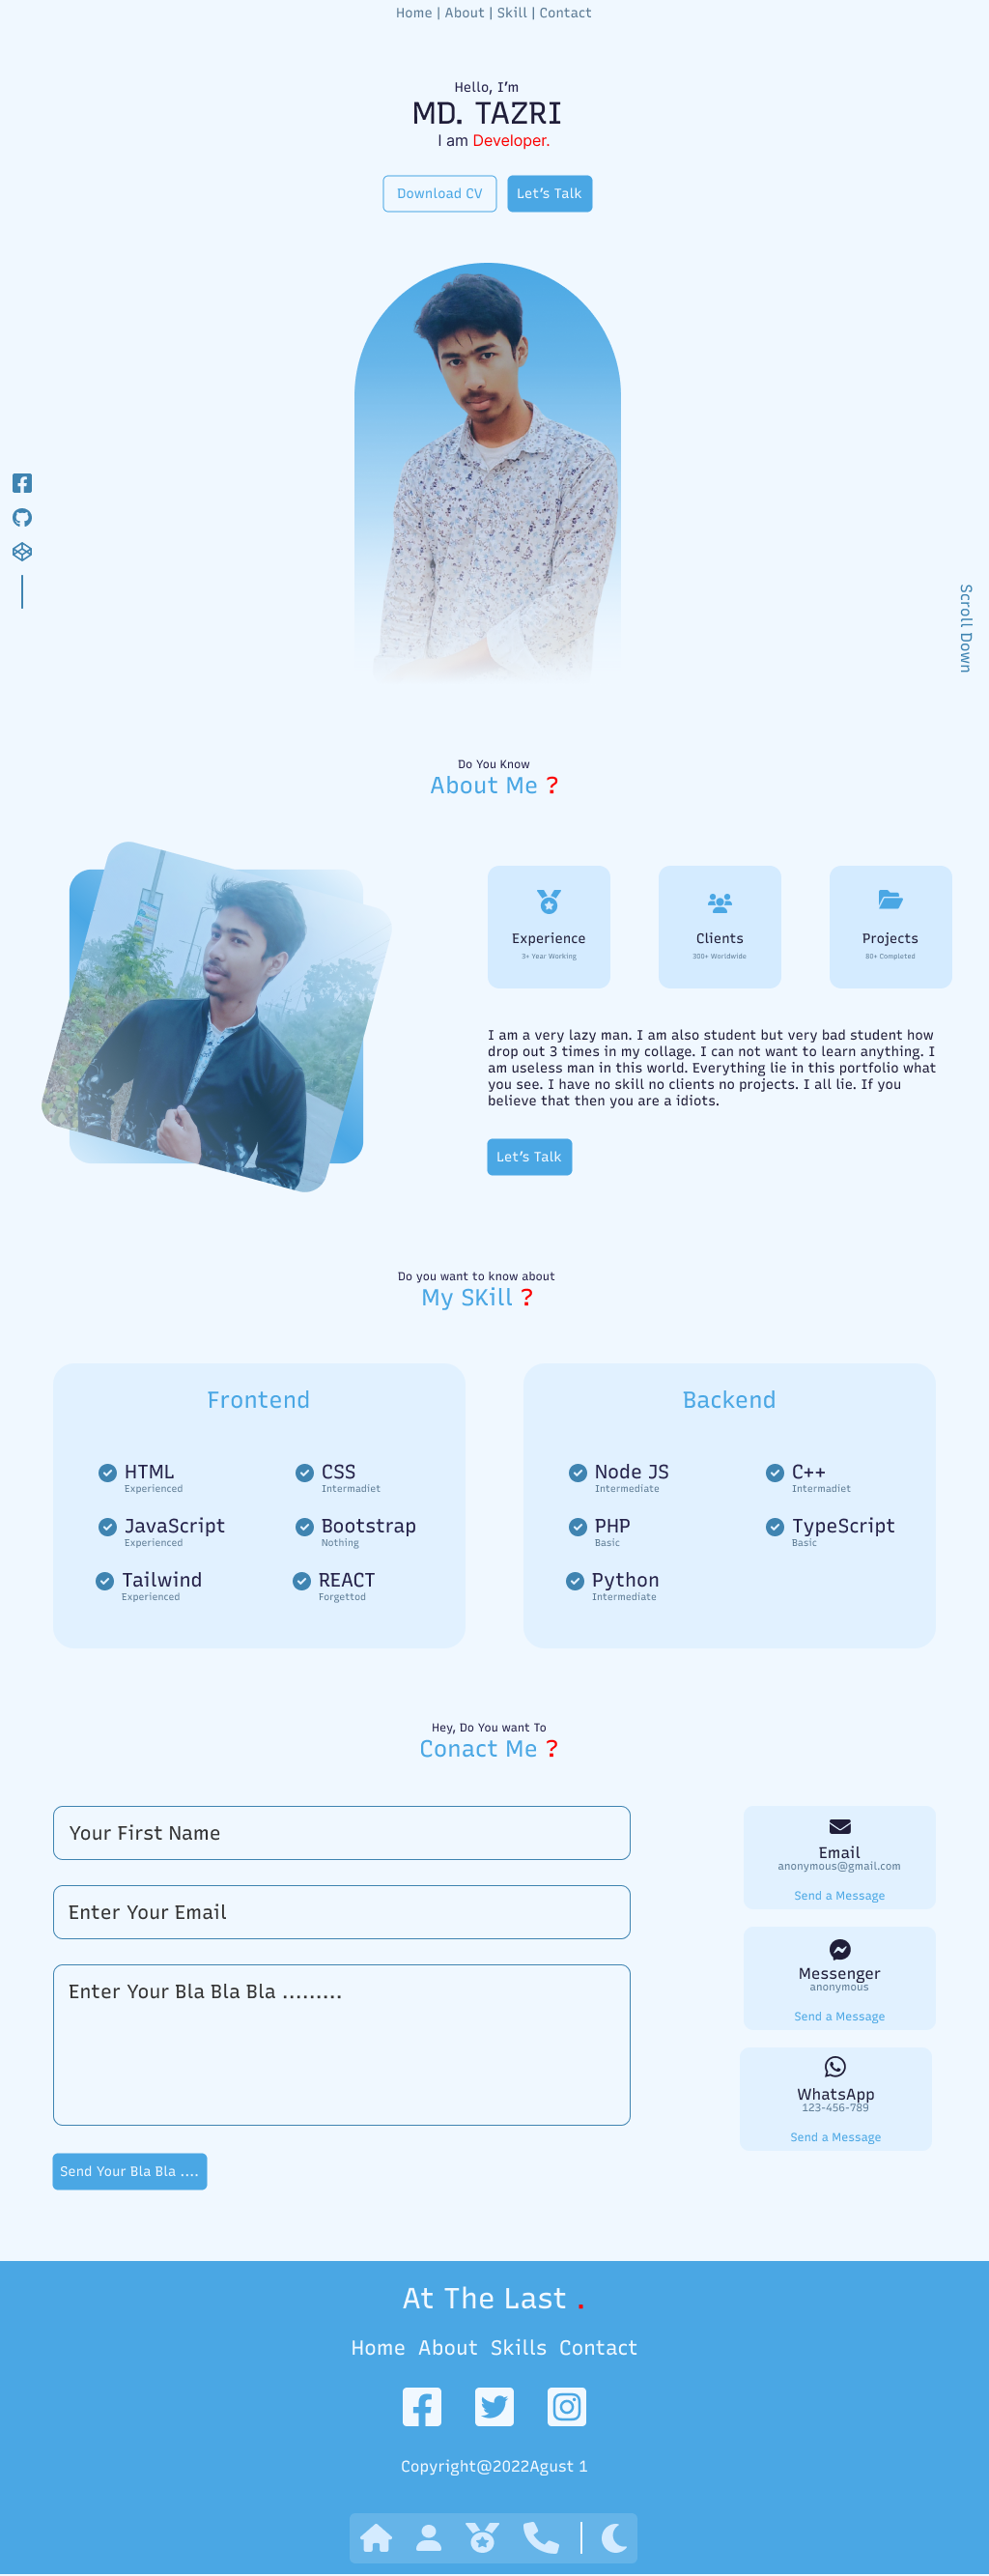 Home | About | Skill | Contact
Hello, I’m
MD. TAZRI
I am Developer.
Download CV
Let’s Talk
Scroll Down
Do You Know
About Me ?
Experience
3+ Year Working
Clients
300+ Worldwide
Projects
80+ Completed
I am a very lazy man. I am also student but very bad student how
drop out 3 times in my collage. I can not want to learn anything. I
am useless man in this world. Everything lie in this portfolio what
you see. I have no skill no clients no projects. I all lie. If you
believe that then you are a idiots.
Let’s Talk
Do you want to know about
My SKill ?
Frontend
HTML
Experienced
CSS
Intermadiet
JavaScript
Experienced
Bootstrap
Nothing
Tailwind
Experienced
REACT
Forgettod
Backend
Node JS
Intermediate
C++
Intermadiet
PHP
Basic
TypeScript
Basic
Python
Intermediate
Hey, Do You want To
Conact Me ?
Your First Name
Enter Your Email
Enter Your Bla Bla Bla .........
Send Your Bla Bla ....
Email
anonymous@gmail.com
Send a Message
Messenger
anonymous
Send a Message
WhatsApp
123-456-789
Send a Message
At The Last .
Home About Skills Contact
Copyright@2022Agust 1